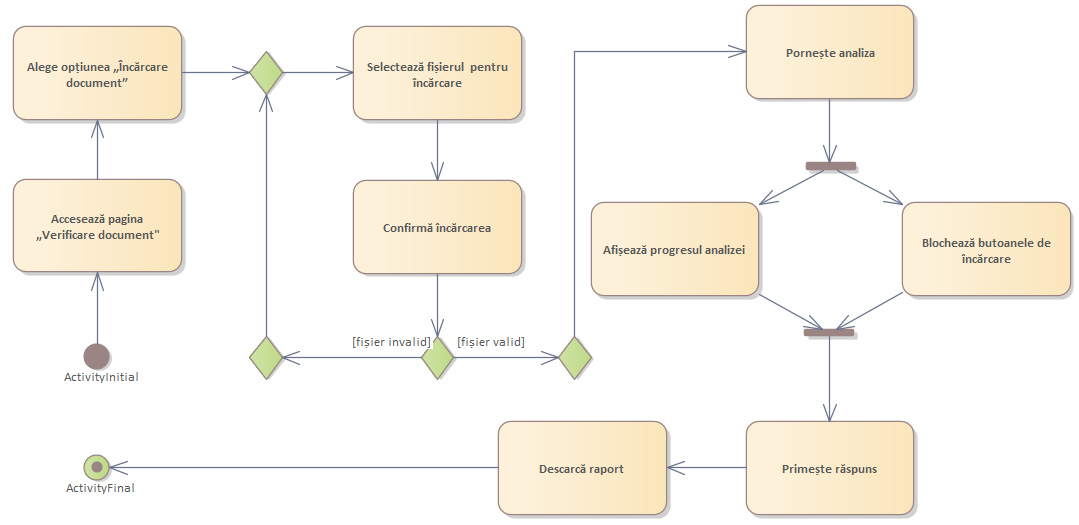 Alege opțiunea „Încărcare
document”
Selectează fișierul  pentru
încărcare
Pornește analiza
Accesează pagina
„Verificare document"
Confirmă încărcarea
Afișează progresul analizei
Blochează butoanele de
încărcare
[fișier invalid]
[fișier valid]
ActivityInitial
Descarcă raport
Primește răspuns
ActivityFinal